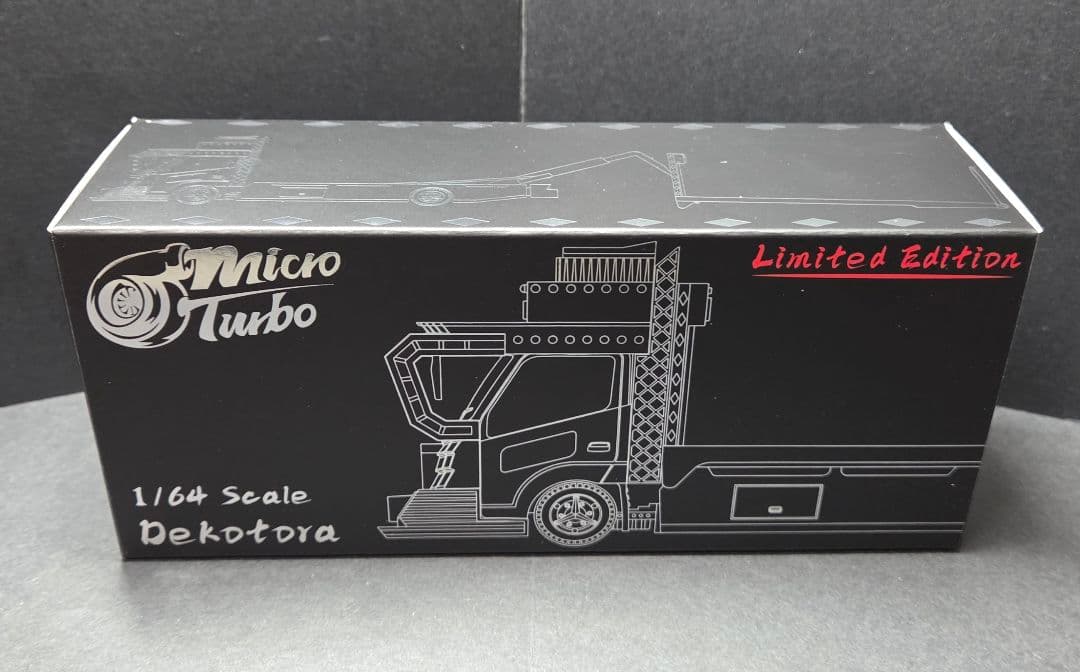 Micro
Turbo
Limited Edition
1/64 Scale
Dekotora